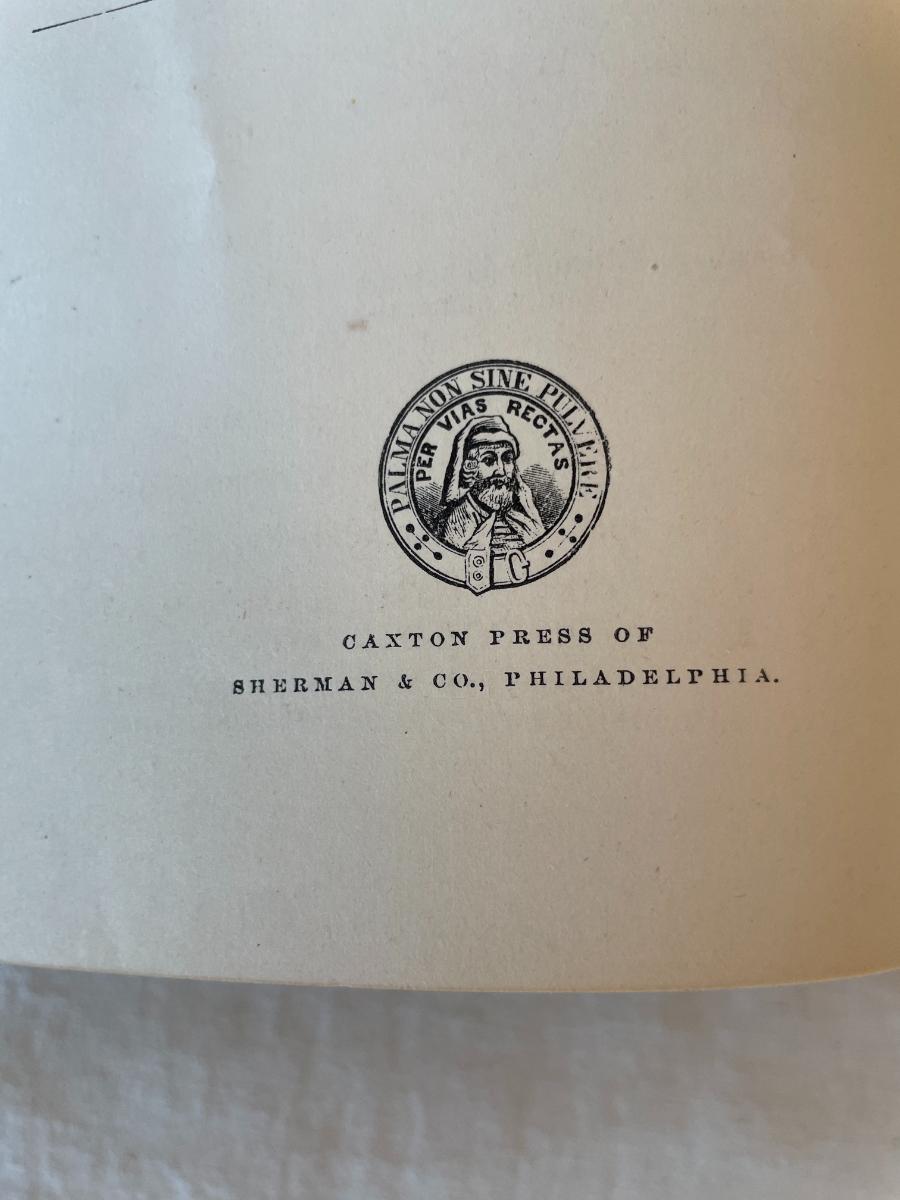 PALMA NON SINE PULVERE
PER VIAS RECTAS
CAXTON PRESS OF
SHERMAN & CO., PHILADELPHIA.